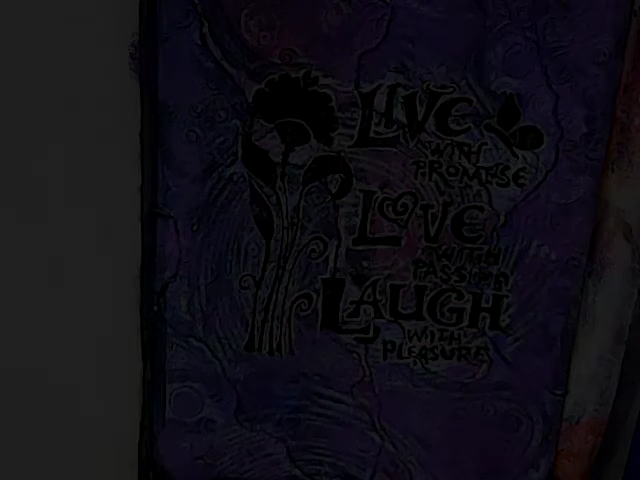 LIVE
WITH
PROMISE
LOVE
WITH
PASSION
LAUGH
WITH
PLEASURE